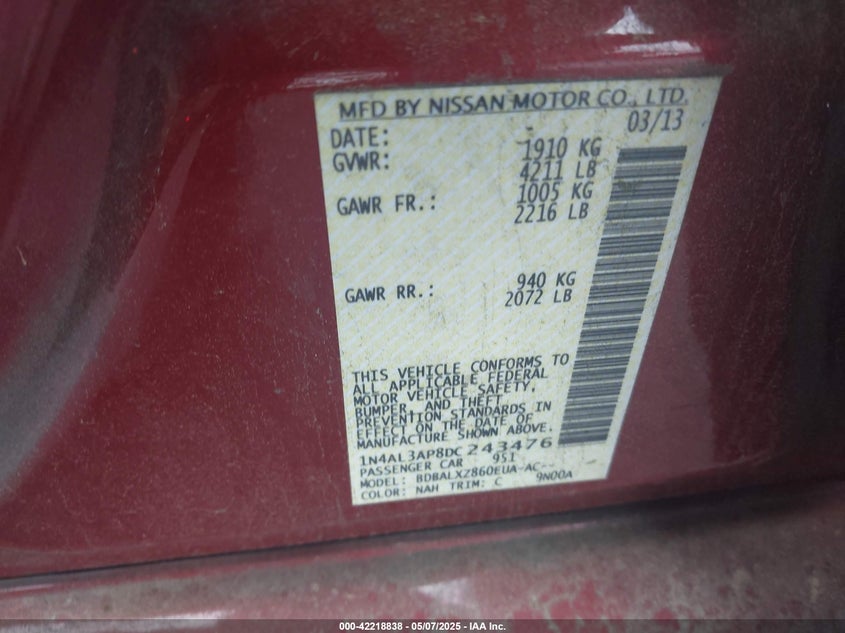 MFD BY NISSAN MOTOR CO., LTD.
DATE: 03/13
GVWR: 1910 KG
4211 LB
GAWR FR.: 1005 KG
2216 LB
GAWR RR.: 940 KG
2072 LB
THIS VEHICLE CONFORMS TO
ALL APPLICABLE FEDERAL
MOTOR VEHICLE SAFETY,
BUMPER, AND THEFT
PREVENTION STANDARDS IN
EFFECT ON THE DATE OF
MANUFACTURE SHOWN ABOVE.
1N4AL3AP8DC243476
PASSENGER CAR 951
MODEL: BDBALXZ860EUA-AC--
COLOR: NAH TRIM: C 9N00A
000-42218838 - 05/07/2025 - IAA Inc.